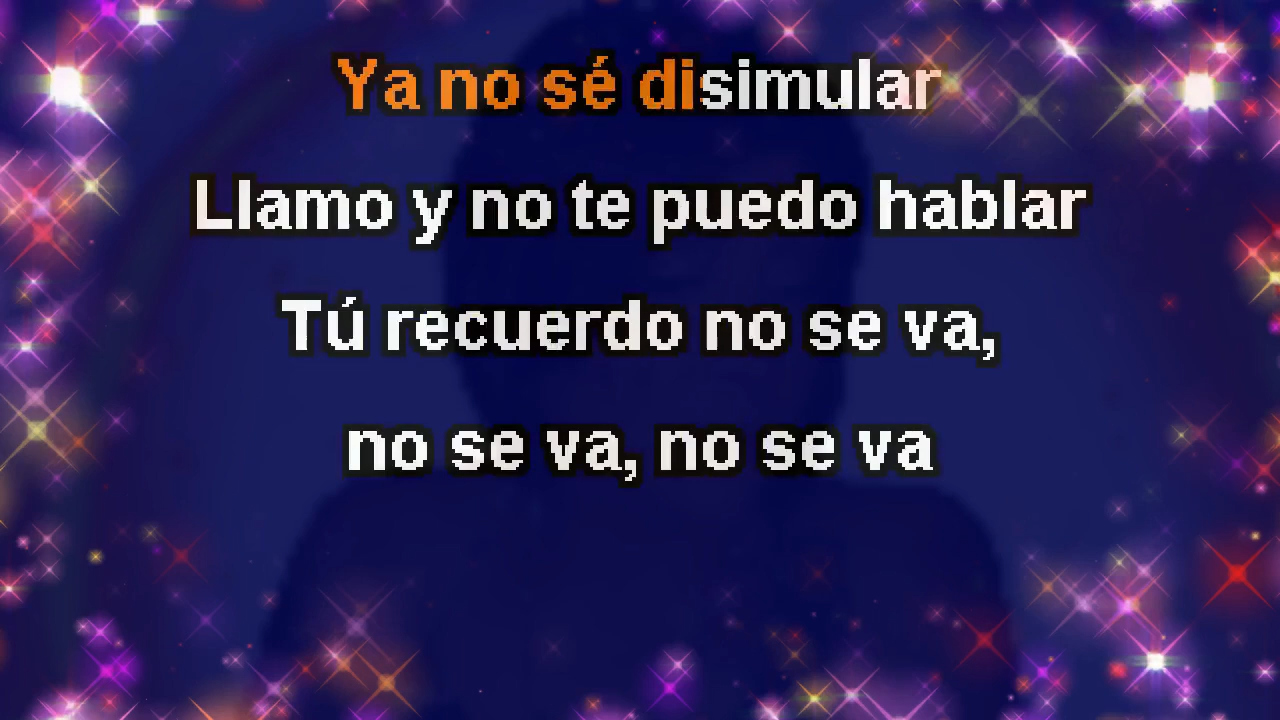 Ya no sé disimular
Llamo y no te puedo hablar
Tú recuerdo no se va,
no se va, no se va